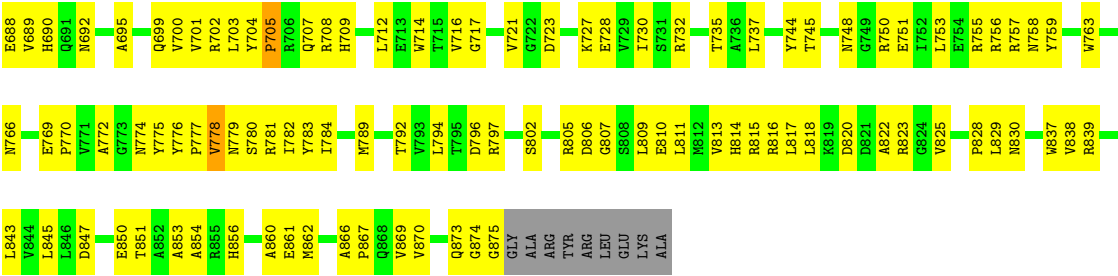 E688 V689 H690 Q691 N692 A695 Q699 V700 V701 R702 L703 Y704 P705 R706 Q707 R708 H709 L712 E713 W714 T715 V716 G717 V721 G722 D723 K727 E728 V729 I730 S731 R732 T735 A736 L737 Y744 T745 N748 G749 R750 E751 I752 L753 E754 R755 R756 R757 N758 Y759 W763
N766 E769 P770 V771 A772 G773 N774 Y775 Y776 P777 V778 N779 S780 R781 I782 Y783 I784 M789 T792 V793 L794 T795 D796 R797 S802 R805 D806 G807 S808 L809 E810 L811 M812 V813 H814 R815 R816 L817 L818 K819 D820 D821 A822 R823 G824 V825 P828 L829 N830 W837 V838 R839
L843 V844 L845 L846 D847 E850 T851 A852 A853 A854 R855 H856 A860 E861 M862 A866 P867 Q868 V869 V870 Q873 G874 G875 GLY ALA ARG TYR ARG LEU GLU LYS ALA